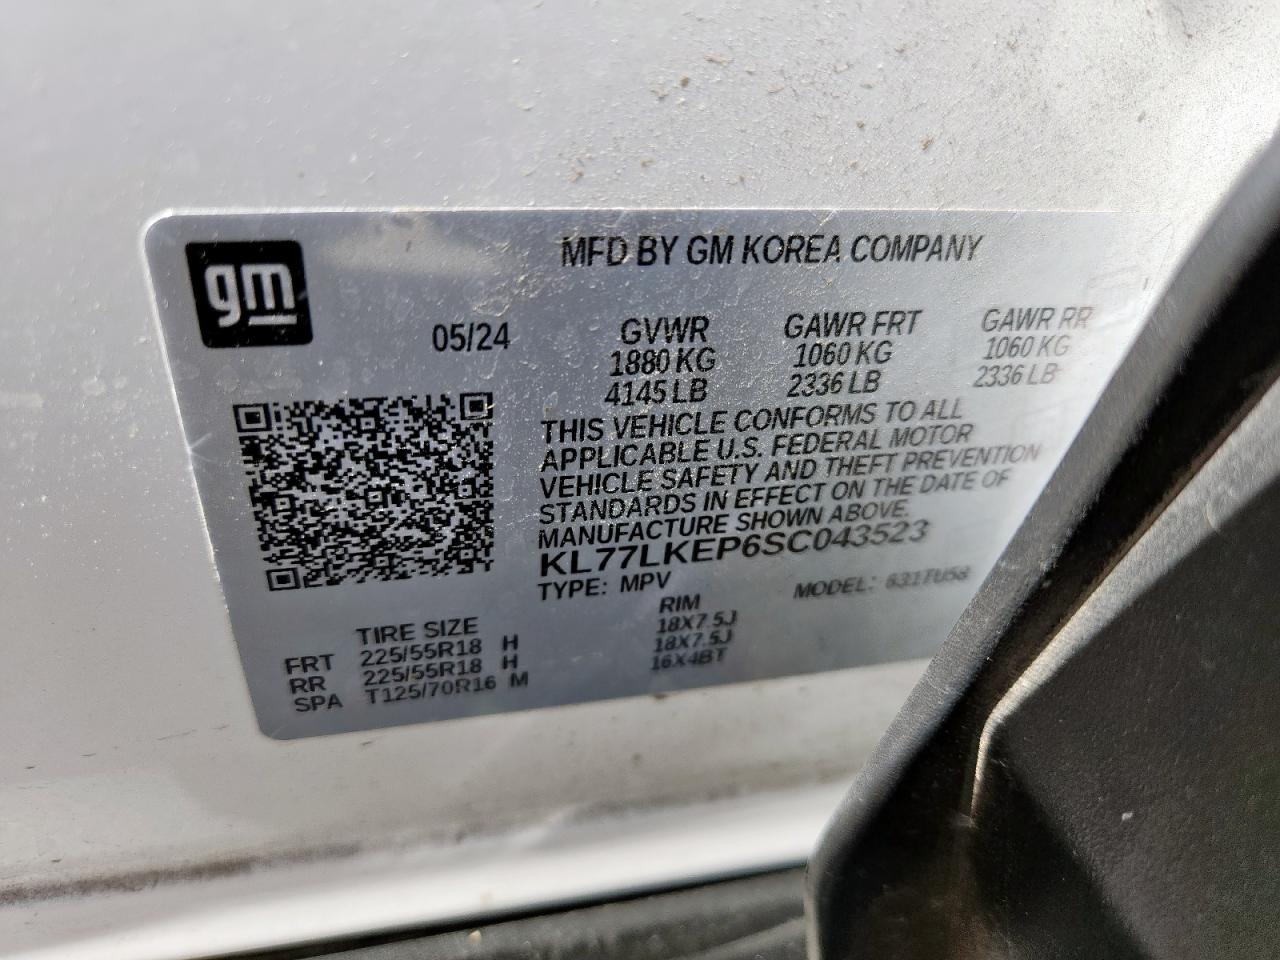 gm
MFD BY GM KOREA COMPANY
05/24
GVWR GAWR FRT GAWR RR
1880 KG 1060 KG 1060 KG
4145 LB 2336 LB 2336 LB
THIS VEHICLE CONFORMS TO ALL
APPLICABLE U.S. FEDERAL MOTOR
VEHICLE SAFETY AND THEFT PREVENTION
STANDARDS IN EFFECT ON THE DATE OF
MANUFACTURE SHOWN ABOVE.
KL77LKEP6SC043523
TYPE: MPV MODEL: 631TU58
TIRE SIZE RIM
FRT 225/55R18 H 18X7.5J
RR 225/55R18 H 18X7.5J
SPA T125/70R16 M 16X4BT